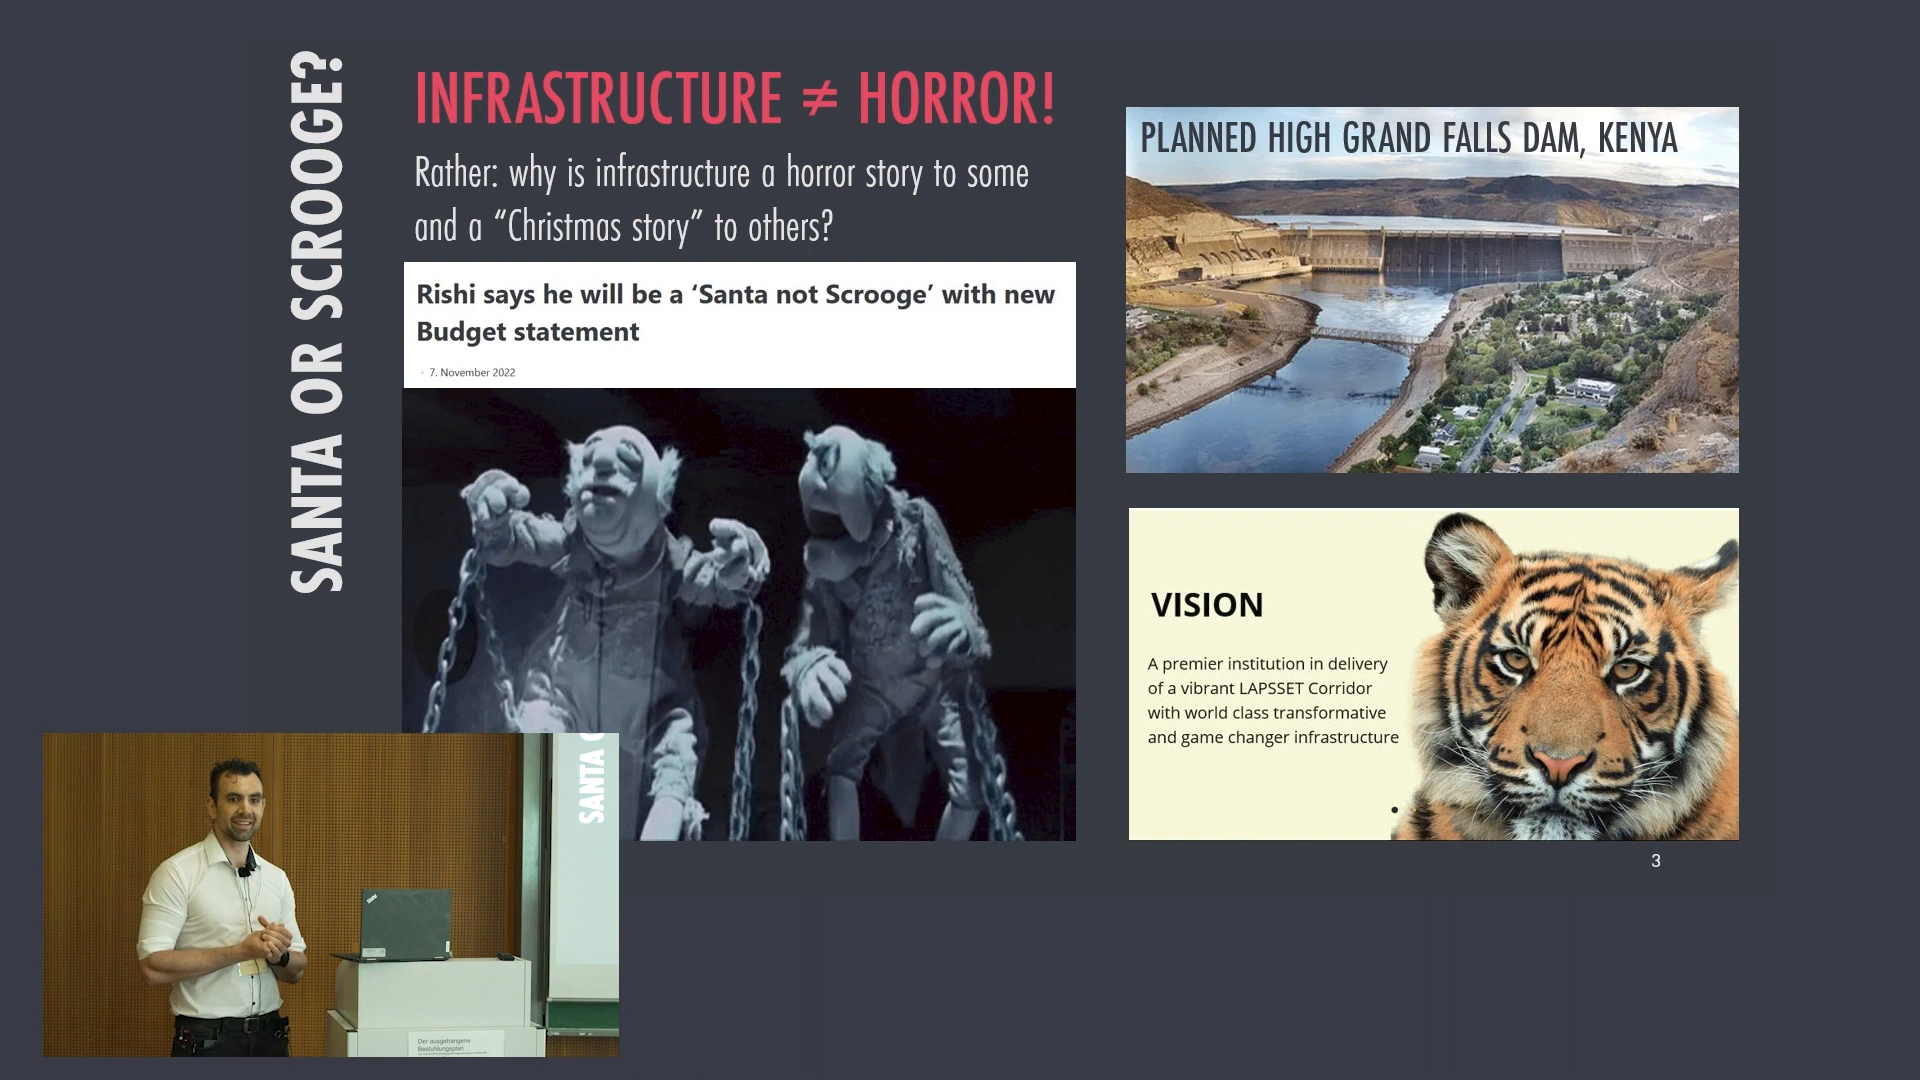 SANTA OR SCROOGE?
INFRASTRUCTURE ≠ HORROR!
Rather: why is infrastructure a horror story to some
and a “Christmas story” to others?
Rishi says he will be a ‘Santa not Scrooge’ with new
Budget statement
7. November 2022
PLANNED HIGH GRAND FALLS DAM, KENYA
VISION
A premier institution in delivery
of a vibrant LAPSSET Corridor
with world class transformative
and game changer infrastructure
3
SANTA
Der ausgehängene
Bestuhlungsplan